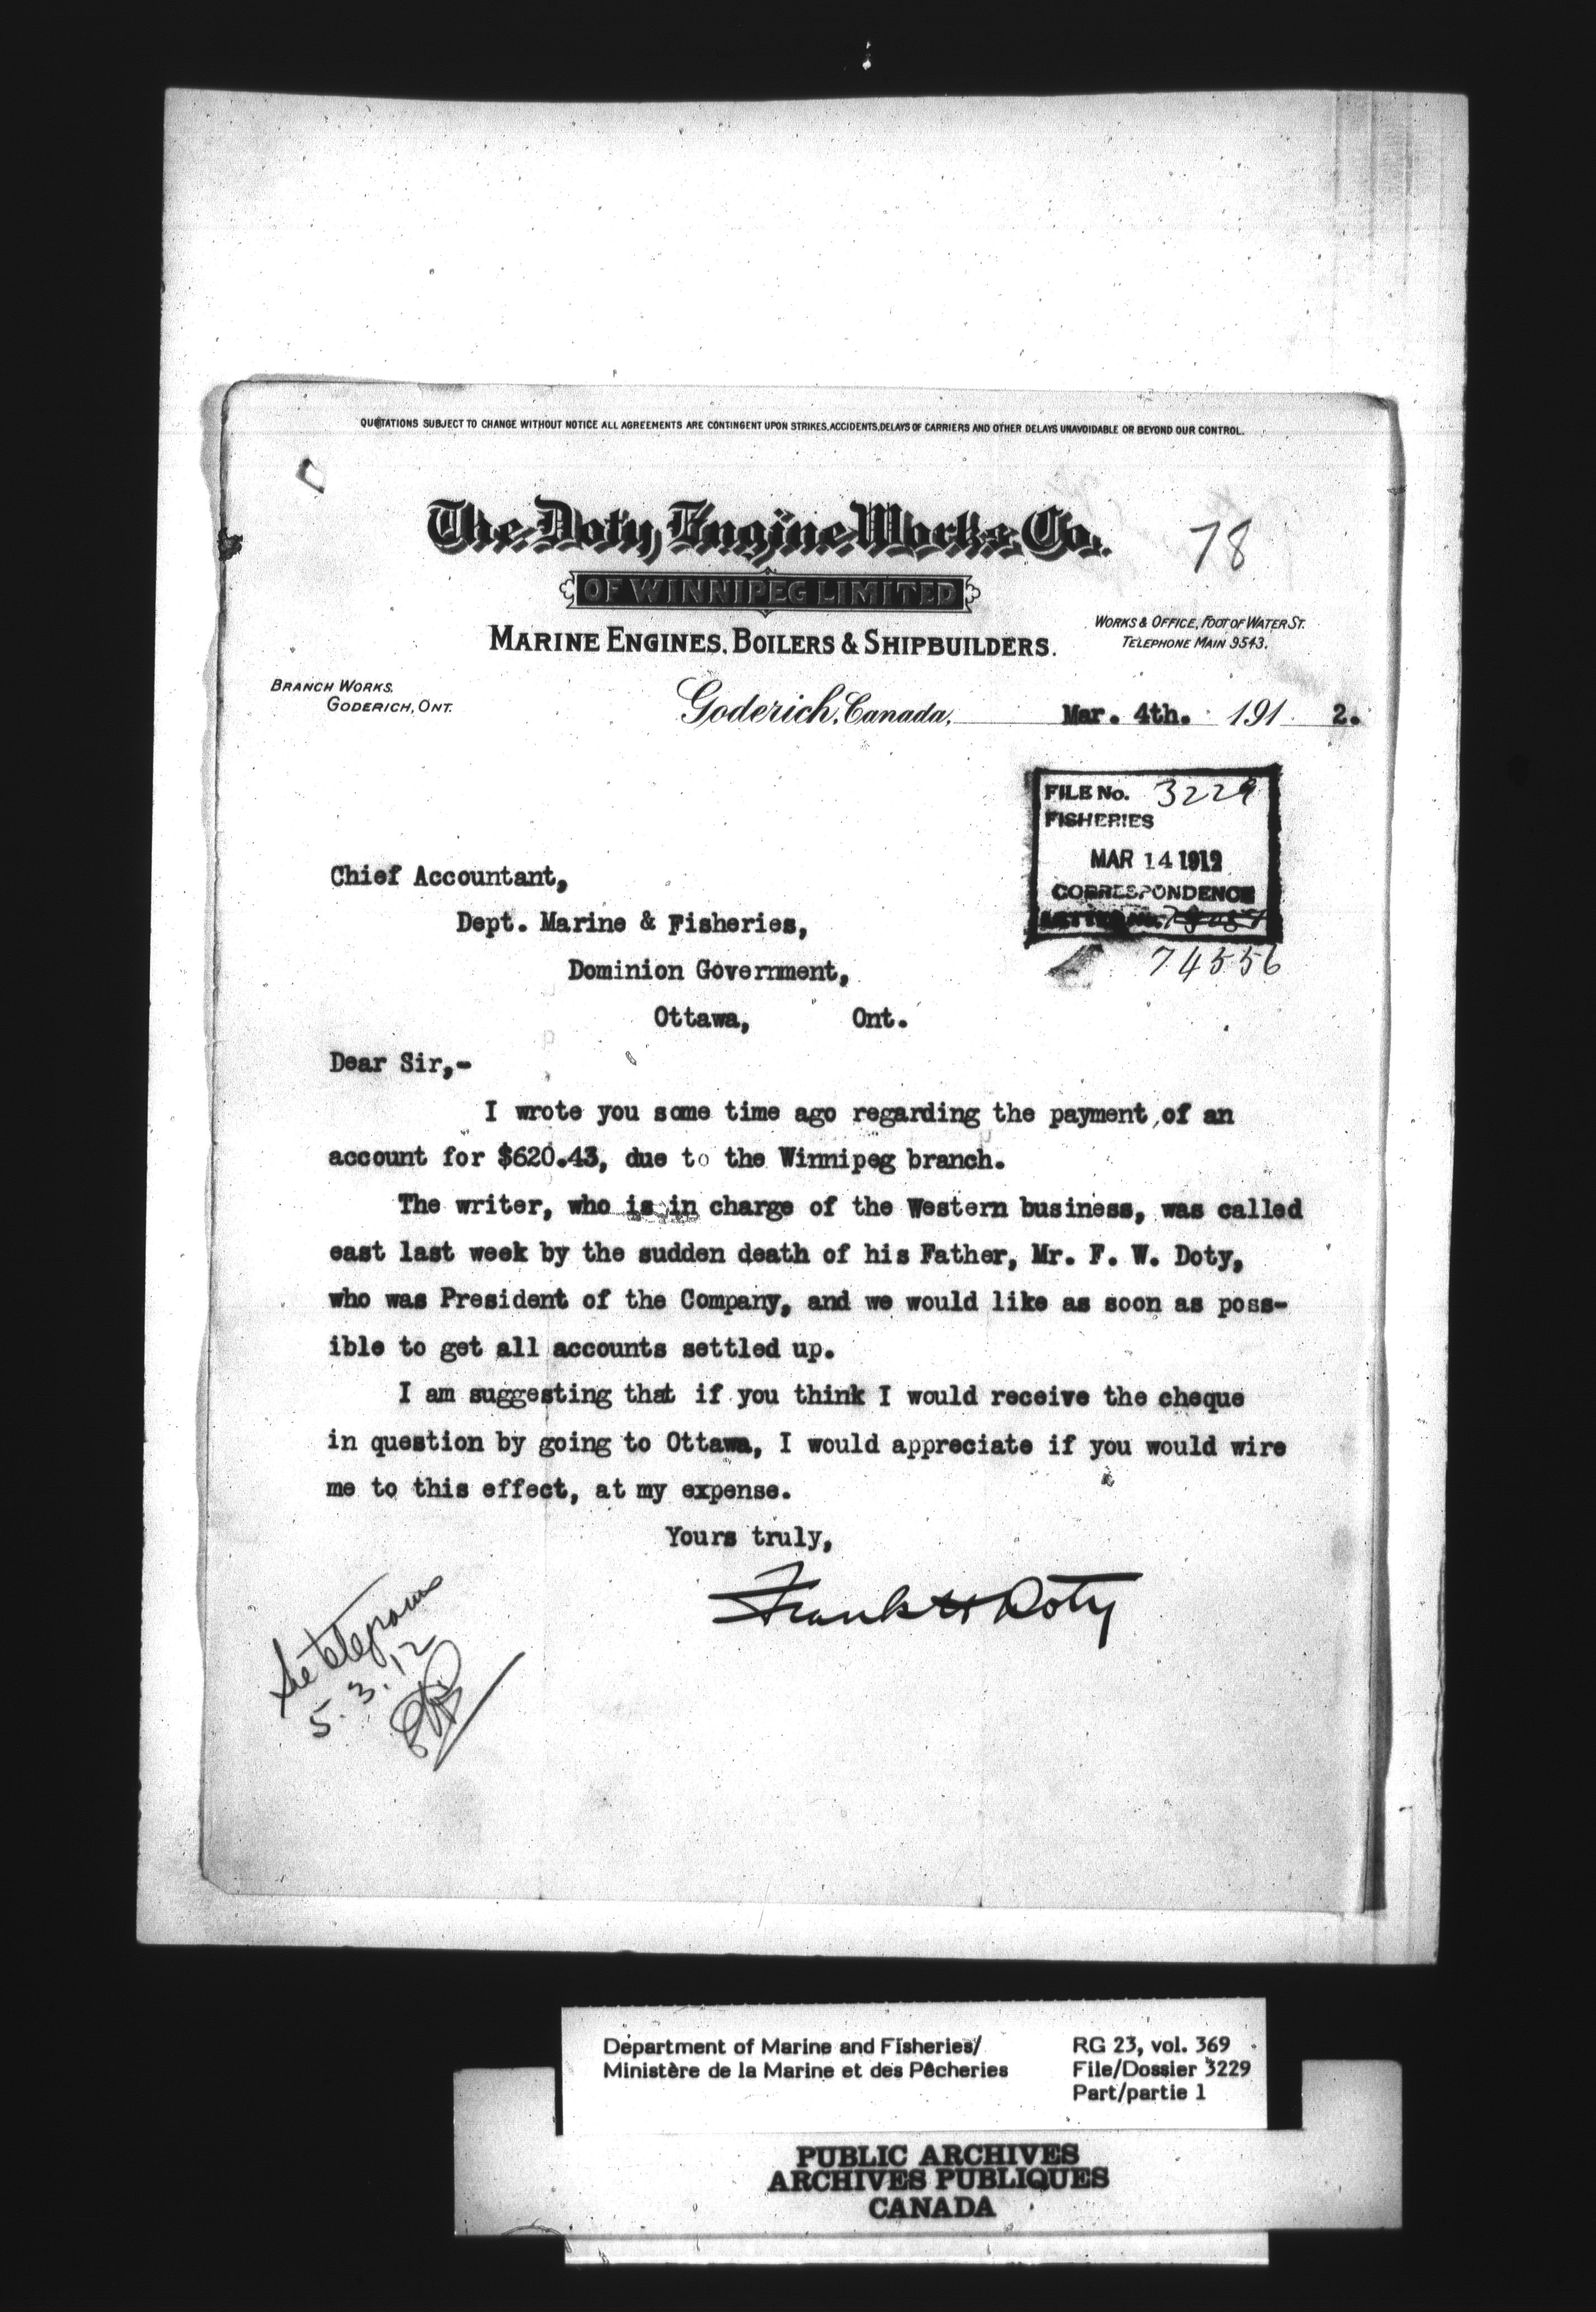 QUOTATIONS SUBJECT TO CHANGE WITHOUT NOTICE ALL AGREEMENTS ARE CONTINGENT UPON STRIKES, ACCIDENTS, DELAYS OF CARRIERS AND OTHER DELAYS UNAVOIDABLE OR BEYOND OUR CONTROL.
The Doty Engine Works Co.
78
OF WINNIPEG LIMITED
MARINE ENGINES, BOILERS & SHIPBUILDERS.
WORKS & OFFICE, FOOT OF WATER ST.
TELEPHONE MAIN 9543.
BRANCH WORKS,
GODERICH, ONT.
Goderich, Canada, Mar. 4th. 191 2.
FILE No. 3229
FISHERIES
MAR 14 1912
CORRESPONDENCE
LETTER No.
74556
Chief Accountant,
Dept. Marine & Fisheries,
Dominion Government,
Ottawa, Ont.
Dear Sir,-
I wrote you some time ago regarding the payment of an
account for $620.43, due to the Winnipeg branch.
The writer, who is in charge of the Western business, was called
east last week by the sudden death of his Father, Mr. F. W. Doty,
who was President of the Company, and we would like as soon as poss-
ible to get all accounts settled up.
I am suggesting that if you think I would receive the cheque
in question by going to Ottawa, I would appreciate if you would wire
me to this effect, at my expense.
Yours truly,
Frank H Doty
5.3.12
Department of Marine and Fisheries/
Ministère de la Marine et des Pêcheries
RG 23, vol. 369
File/Dossier 3229
Part/partie 1
PUBLIC ARCHIVES
ARCHIVES PUBLIQUES
CANADA